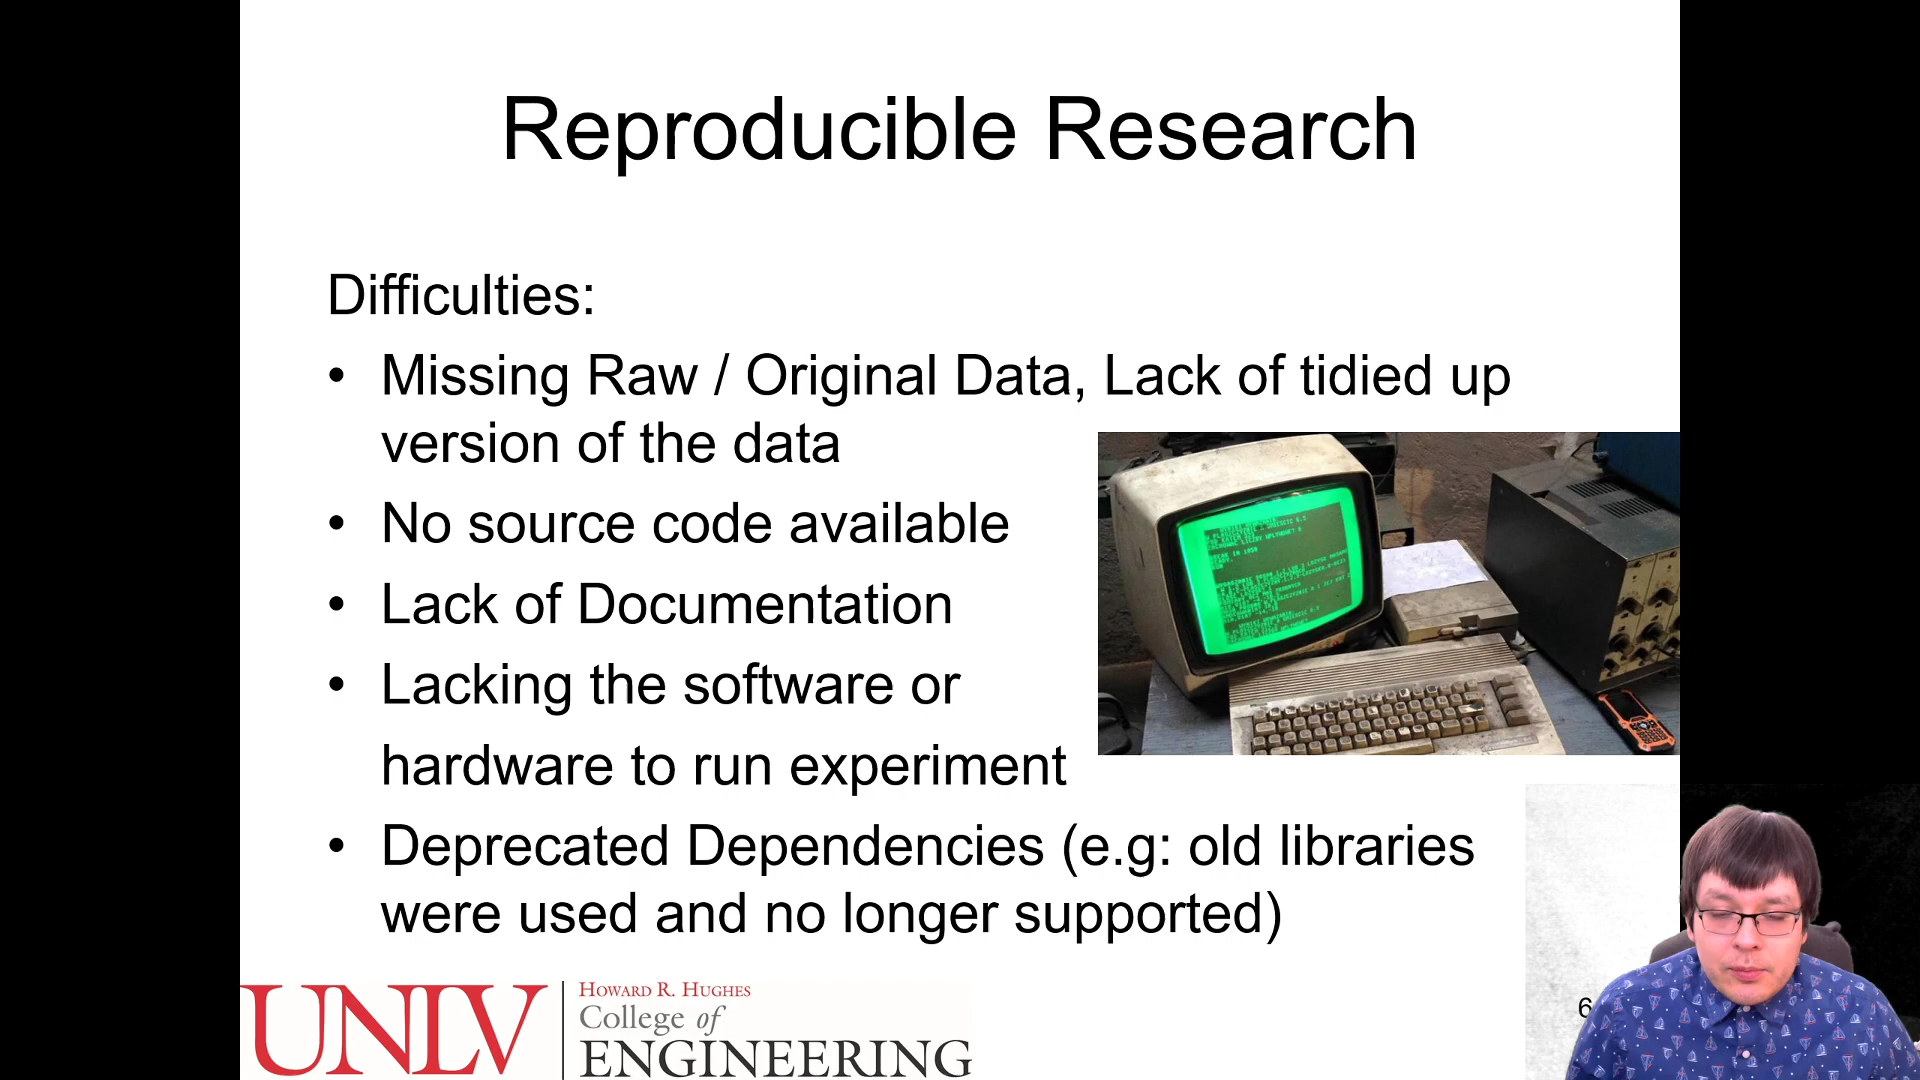 Reproducible Research
Difficulties:
• Missing Raw / Original Data, Lack of tidied up
version of the data
• No source code available
• Lack of Documentation
• Lacking the software or
hardware to run experiment
• Deprecated Dependencies (e.g: old libraries
were used and no longer supported)
6
UNLV
HOWARD R. HUGHES
College of
ENGINEERING